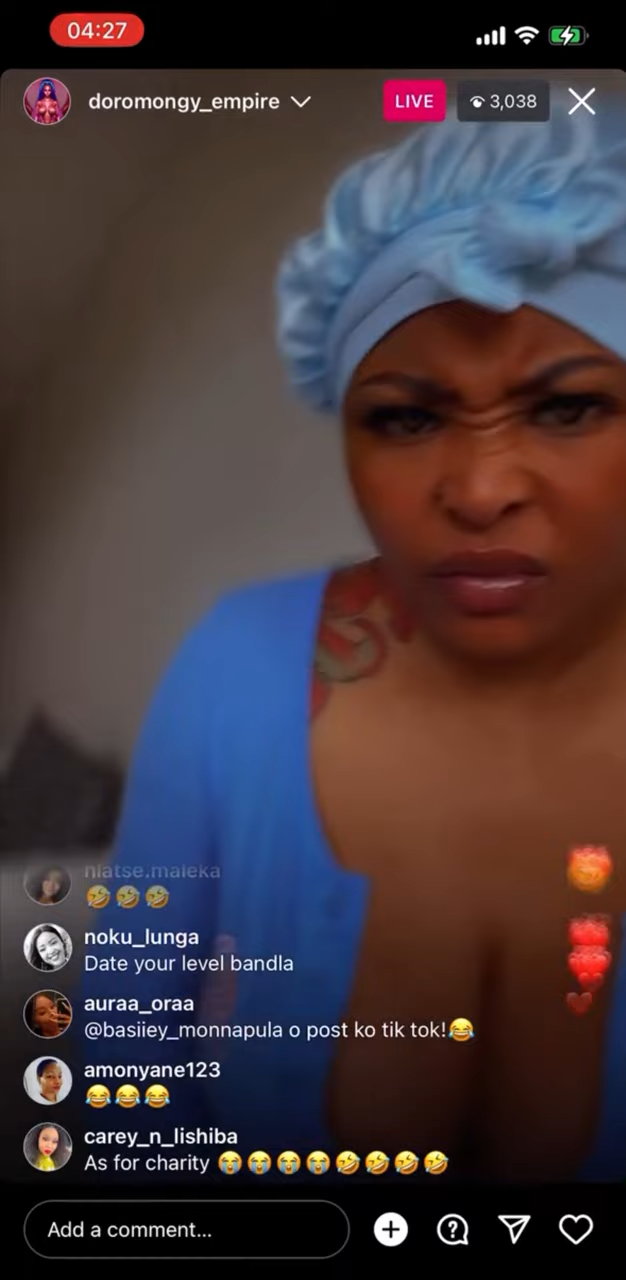 04:27
doromongy_empire
LIVE
3,038
nlatse.maleka
🤣🤣🤣
noku_lunga
Date your level bandla
auraa_oraa
@basiiey_monnapula o post ko tik tok!😂
amonyane123
😂😂😂
carey_n_lishiba
As for charity 😭😭😭😭🤣🤣🤣🤣
Add a comment...